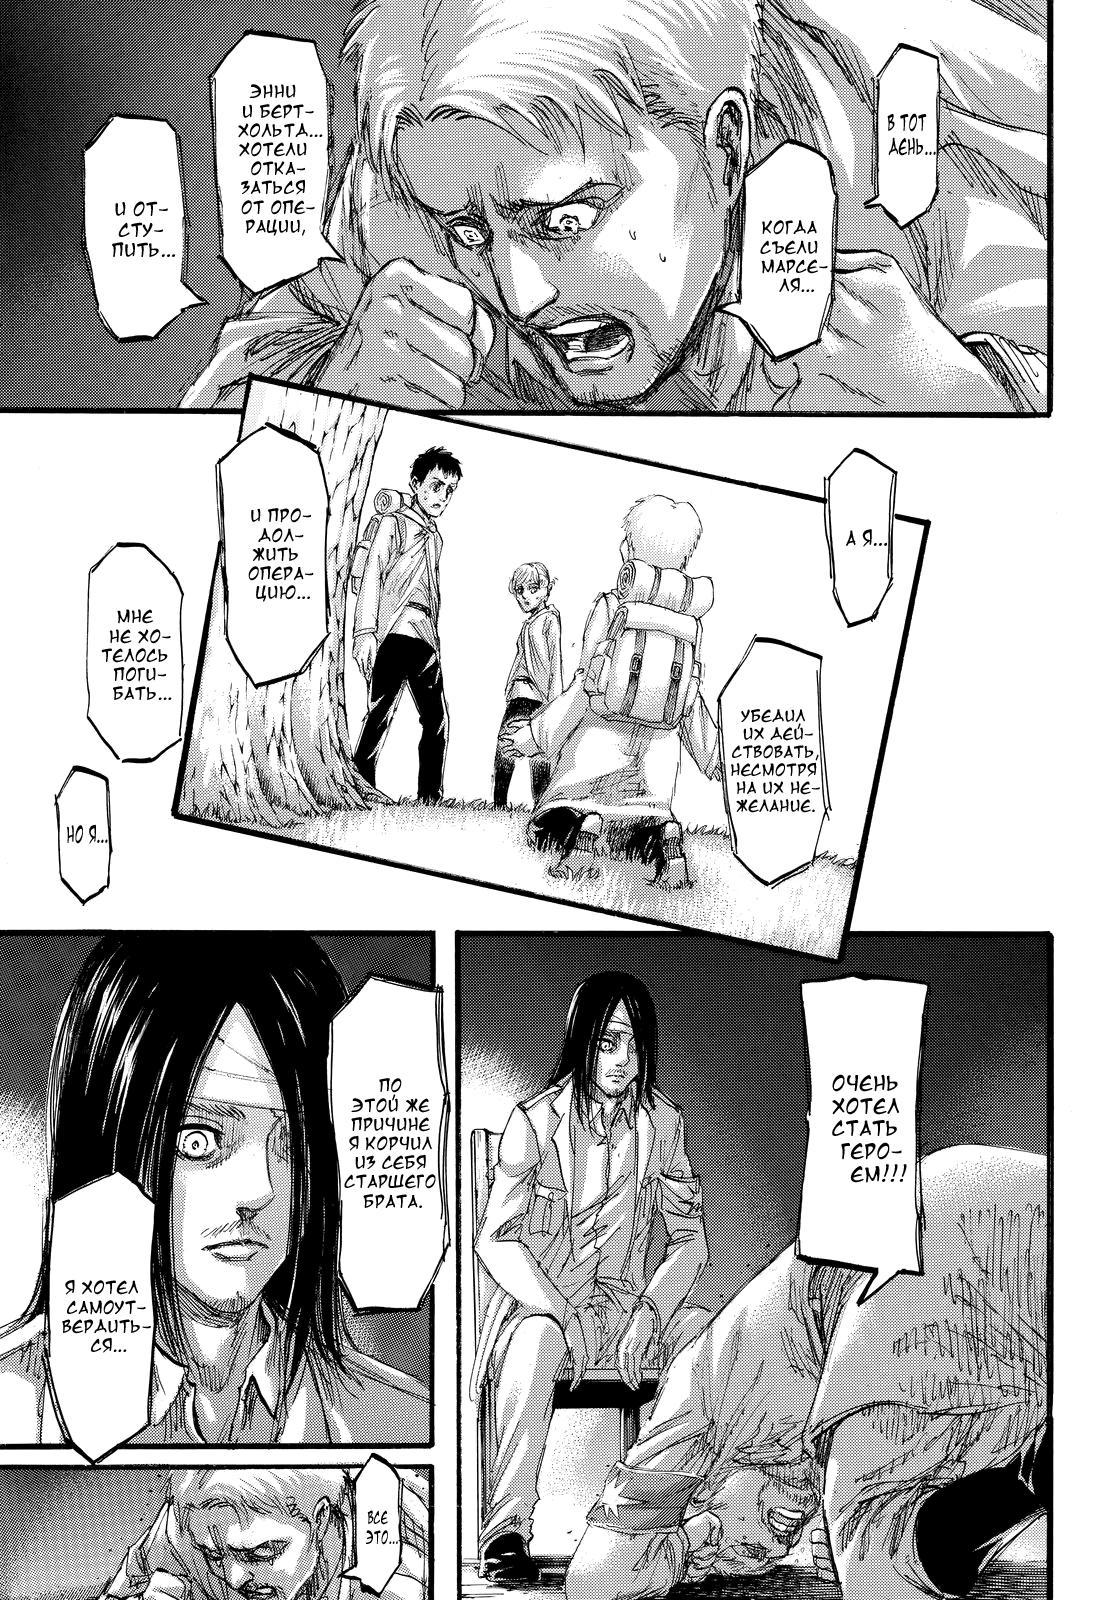 В ТОТ
ДЕНЬ...
КОГДА
СЪЕЛИ
МАРСЕ-
ЛЯ...
ЭННИ
И БЕРТ-
ХОЛЬТА...
ХОТЕЛИ
ОТКА-
ЗАТЬСЯ
ОТ ОПЕ-
РАЦИИ,
И ОТ-
СТУ-
ПИТЬ...
А Я...
УБЕДИЛ
ИХ ДЕЙ-
СТВОВАТЬ,
НЕСМОТРЯ
НА ИХ НЕ-
ЖЕЛАНИЕ.
И ПРО-
ДОЛ-
ЖИТЬ
ОПЕРА-
ЦИЮ...
МНЕ
НЕ ХО-
ТЕЛОСЬ
ПОГИ-
БАТЬ...
НО Я...
ОЧЕНЬ
ХОТЕЛ
СТАТЬ
ГЕРО-
ЕМ!!!
ПО
ЭТОЙ ЖЕ
ПРИЧИНЕ
Я КОРЧИЛ
ИЗ СЕБЯ
СТАРШЕГО
БРАТА.
Я ХОТЕЛ
САМОУТ-
ВЕРДИТЬ-
СЯ...
ВСЕ
ЭТО...